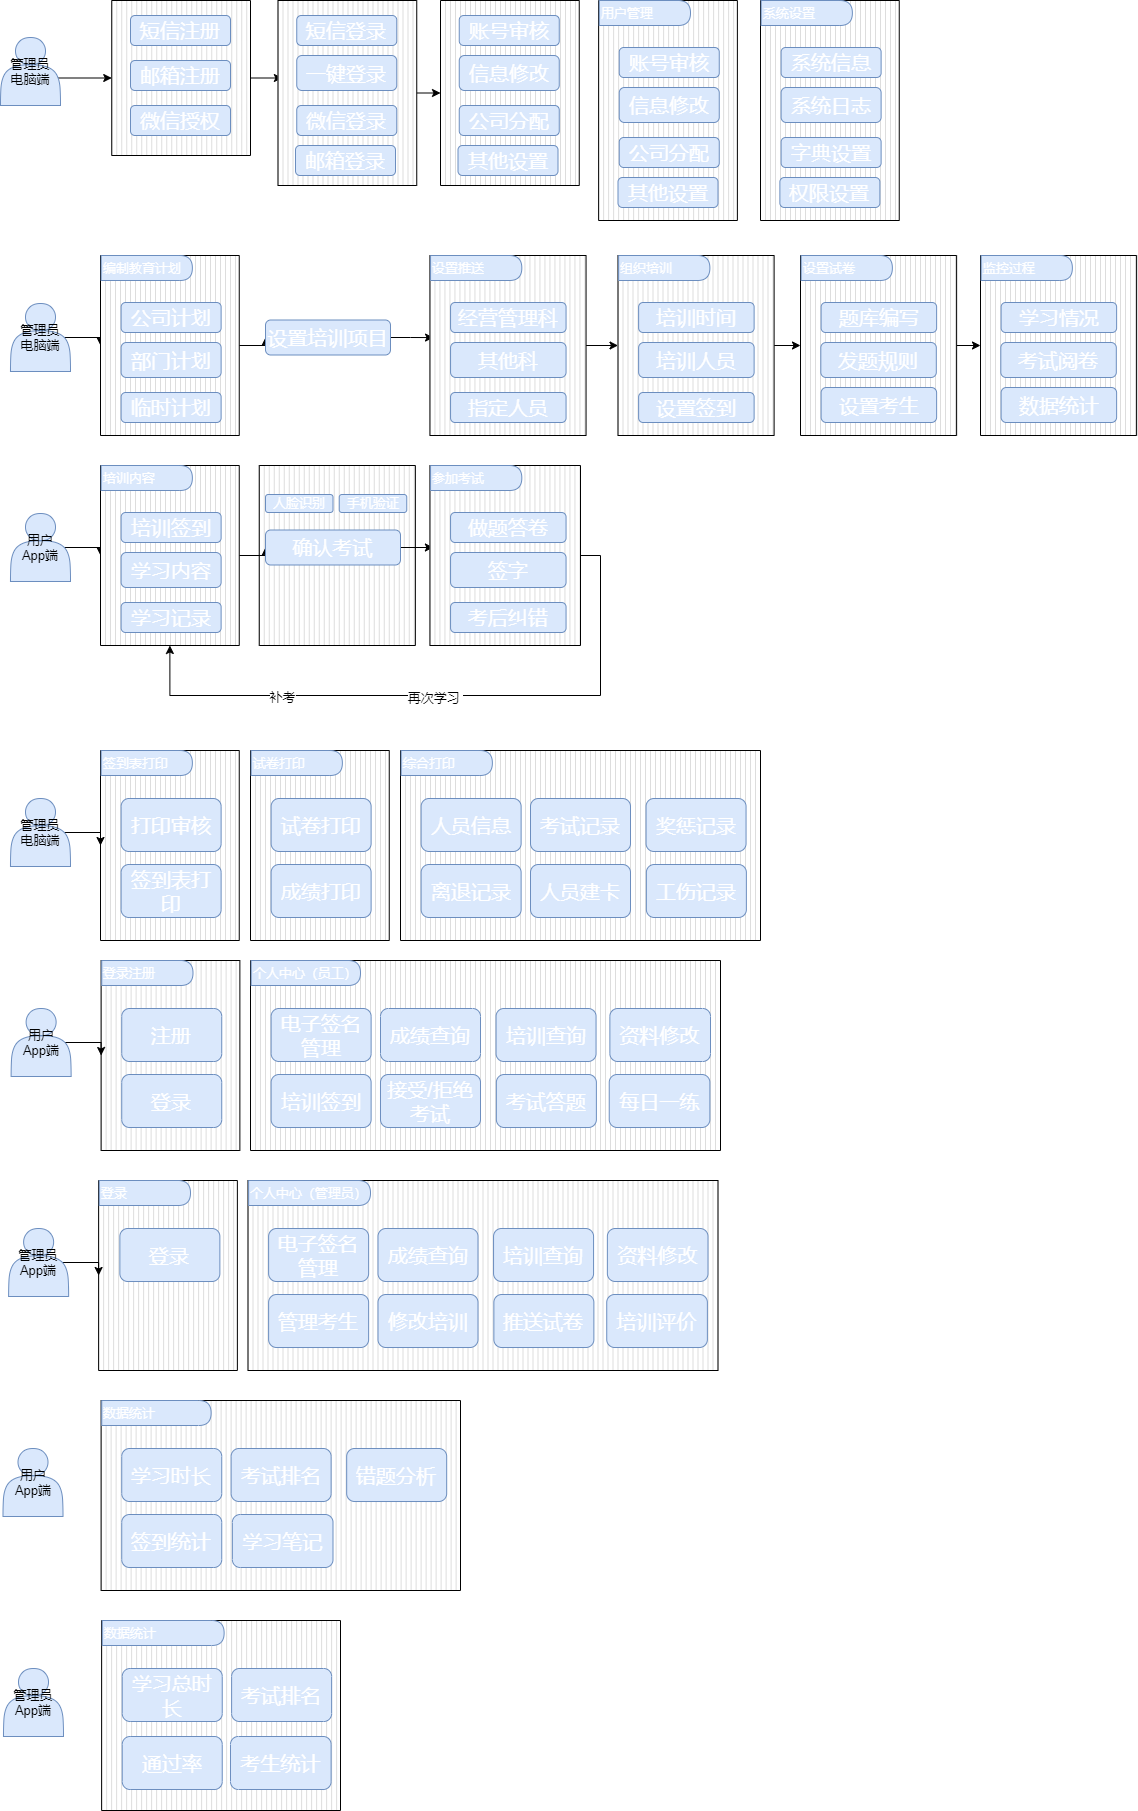 管理员
电脑端
短信注册
邮箱注册
微信授权
短信登录
一键登录
微信登录
邮箱登录
账号审核
信息修改
公司分配
其他设置
用户管理
账号审核
信息修改
公司分配
其他设置
系统设置
系统信息
系统日志
字典设置
权限设置
管理员
电脑端
编制教育计划
公司计划
部门计划
临时计划
设置培训项目
设置推送
经营管理科
其他科
指定人员
组织培训
培训时间
培训人员
设置签到
设置试卷
题库编写
发题规则
设置考生
监控过程
学习情况
考试阅卷
数据统计
用户
App端
培训内容
培训签到
学习内容
学习记录
人脸识别
手机验证
确认考试
参加考试
做题答卷
签字
考后纠错
补考
再次学习
管理员
电脑端
签到表打印
打印审核
签到表打
印
试卷打印
试卷打印
成绩打印
综合打印
人员信息
考试记录
奖惩记录
离退记录
人员建卡
工伤记录
用户
App端
登录注册
注册
登录
个人中心（员工）
电子签名
管理
成绩查询
培训查询
资料修改
培训签到
接受/拒绝
考试
考试答题
每日一练
管理员
App端
登录
登录
个人中心（管理员）
电子签名
管理
成绩查询
培训查询
资料修改
管理考生
修改培训
推送试卷
培训评价
用户
App端
数据统计
学习时长
考试排名
错题分析
签到统计
学习笔记
管理员
App端
数据统计
学习总时
长
考试排名
通过率
考生统计